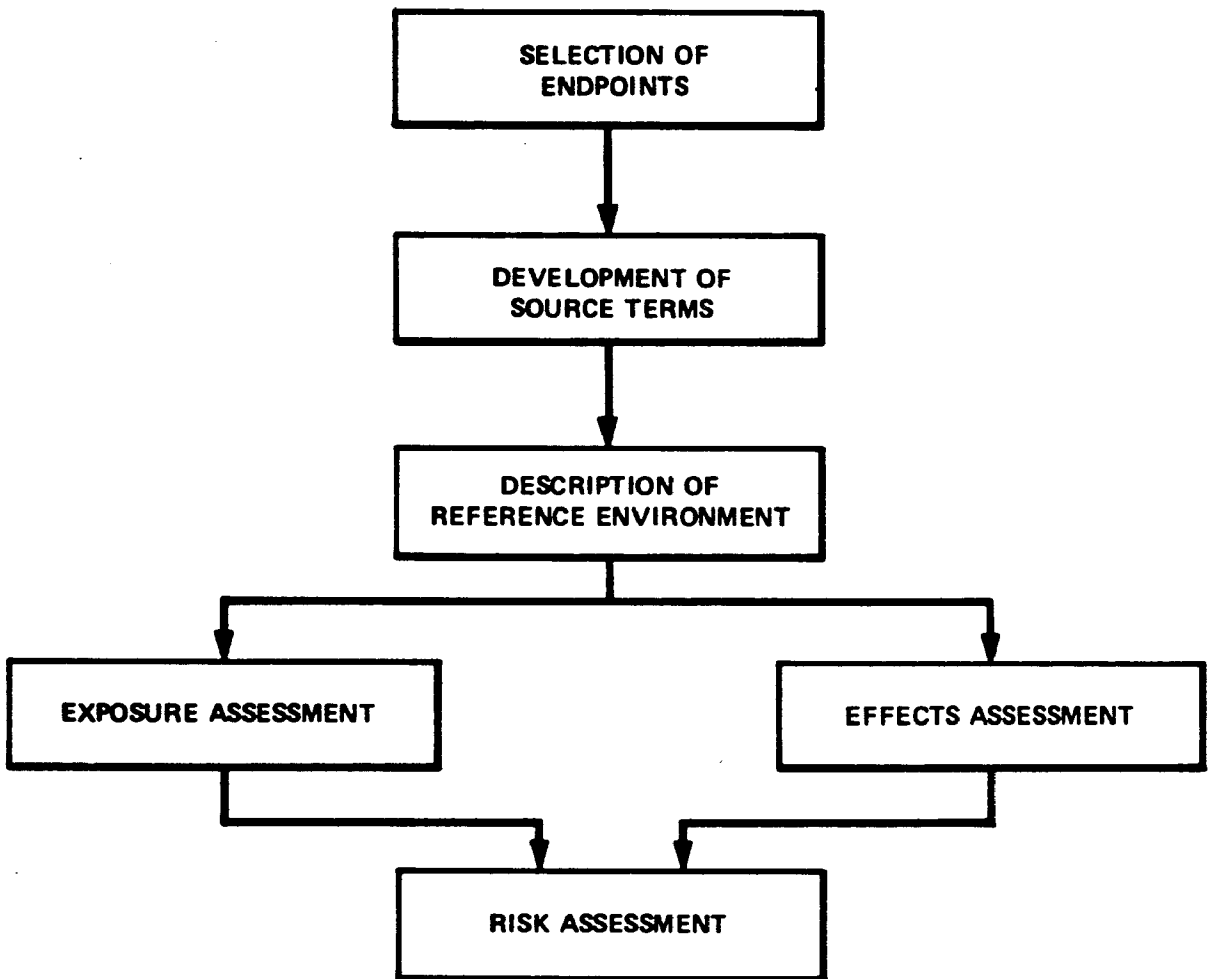 SELECTION OF
ENDPOINTS
DEVELOPMENT OF
SOURCE TERMS
DESCRIPTION OF
REFERENCE ENVIRONMENT
EXPOSURE ASSESSMENT
EFFECTS ASSESSMENT
RISK ASSESSMENT